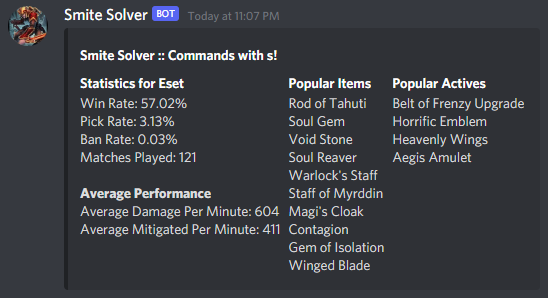 Smite Solver BOT Today at 11:07 PM
Smite Solver :: Commands with s!
Statistics for Eset
Win Rate: 57.02%
Pick Rate: 3.13%
Ban Rate: 0.03%
Matches Played: 121
Average Performance
Average Damage Per Minute: 604
Average Mitigated Per Minute: 411
Popular Items
Rod of Tahuti
Soul Gem
Void Stone
Soul Reaver
Warlock's Staff
Staff of Myrddin
Magi's Cloak
Contagion
Gem of Isolation
Winged Blade
Popular Actives
Belt of Frenzy Upgrade
Horrific Emblem
Heavenly Wings
Aegis Amulet